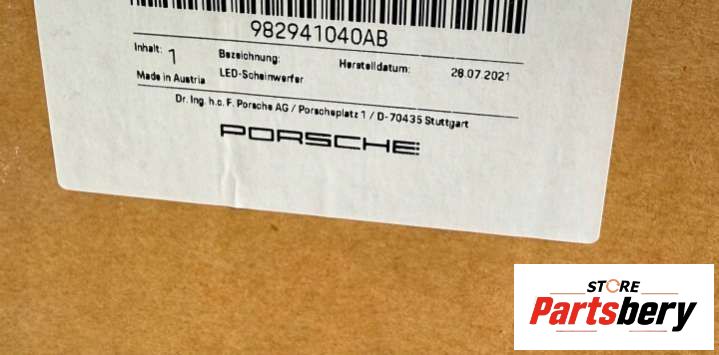 982941040AB
Inhalt: 1 Bezeichnung: Herstelldatum: 28.07.2021
Made in Austria LED-Scheinwerfer
Dr. Ing. h.c. F. Porsche AG / Porscheplatz 1 / D-70435 Stuttgart
PORSCHE
STORE
Partsbery